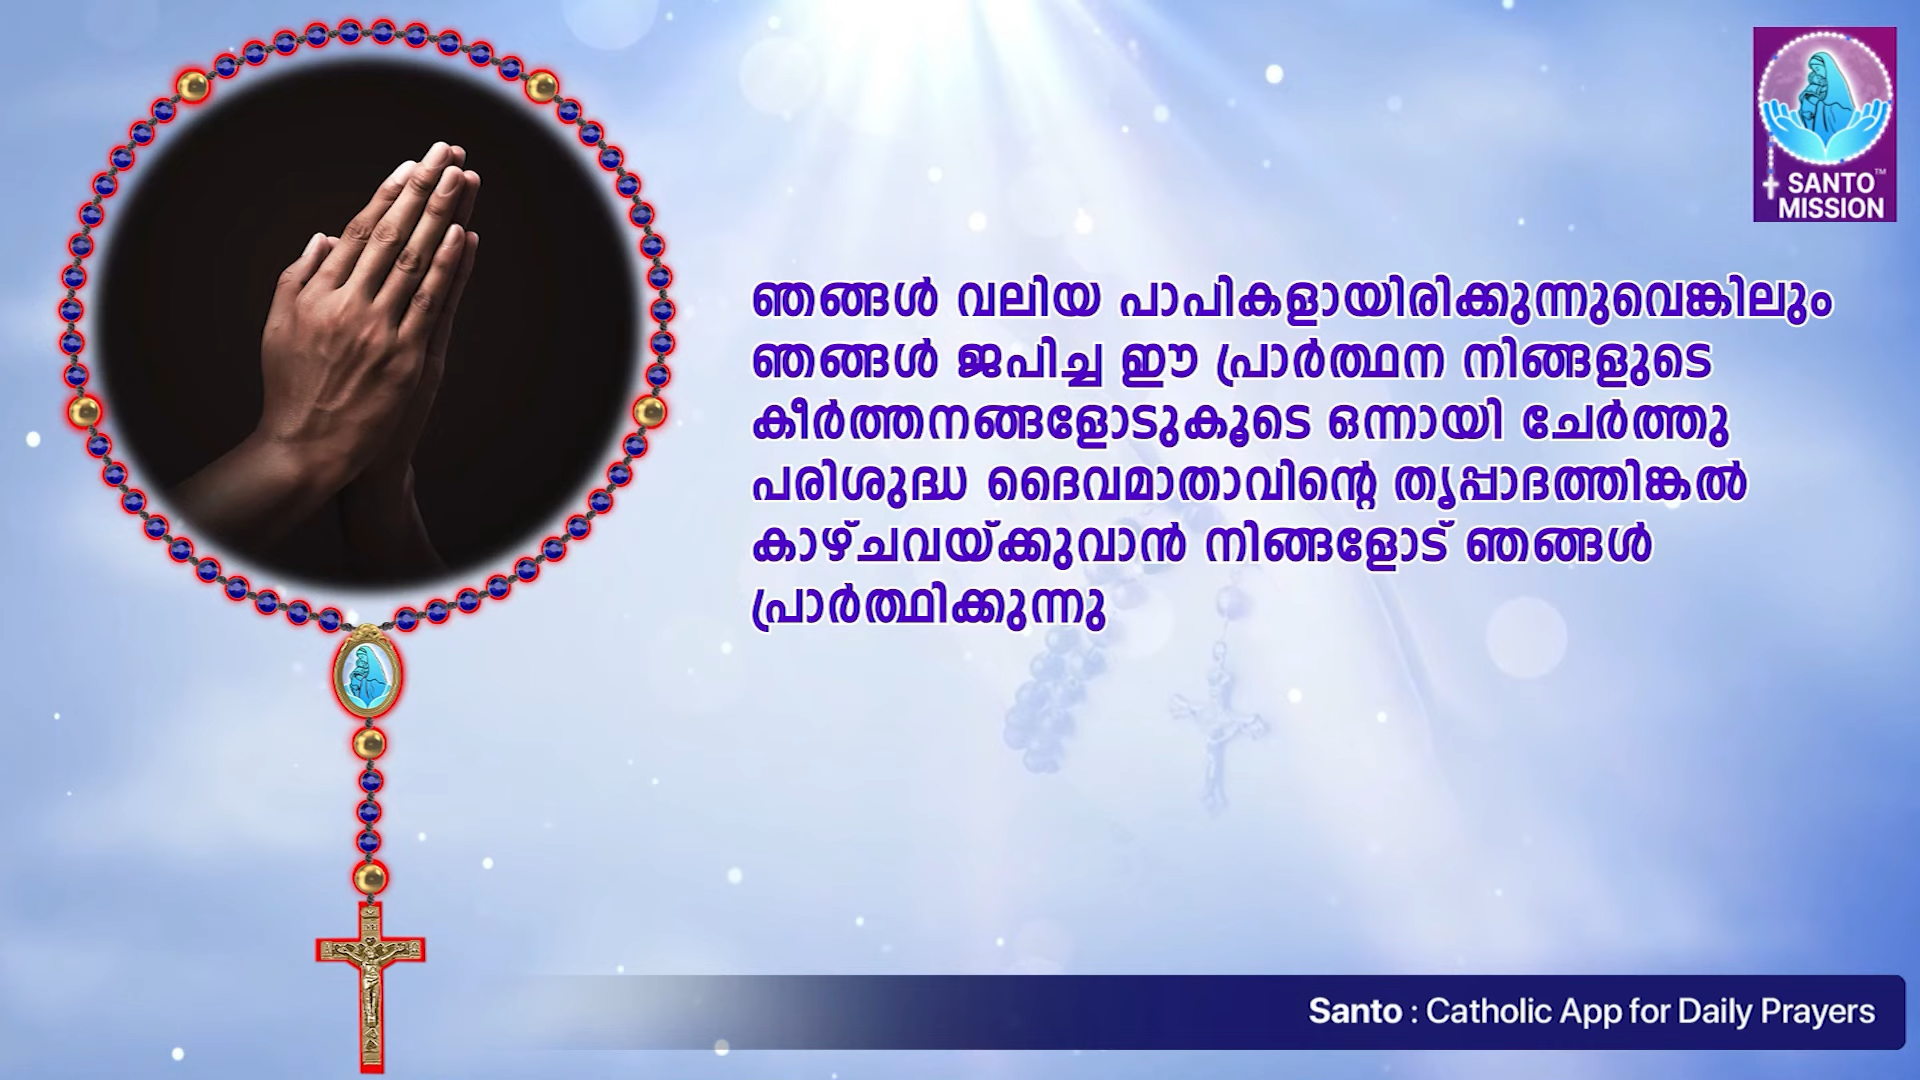 SANTO™
MISSION
ഞങ്ങൾ വലിയ പാപികളായിരിക്കുന്നുവെങ്കിലും
ഞങ്ങൾ ജപിച്ച ഈ പ്രാർത്ഥന നിങ്ങളുടെ
കീർത്തനങ്ങളോടുകൂടെ ഒന്നായി ചേർത്തു
പരിശുദ്ധ ദൈവമാതാവിന്റെ തൃപ്പാദത്തിങ്കൽ
കാഴ്ചവയ്ക്കുവാൻ നിങ്ങളോട് ഞങ്ങൾ
പ്രാർത്ഥിക്കുന്നു
Santo : Catholic App for Daily Prayers